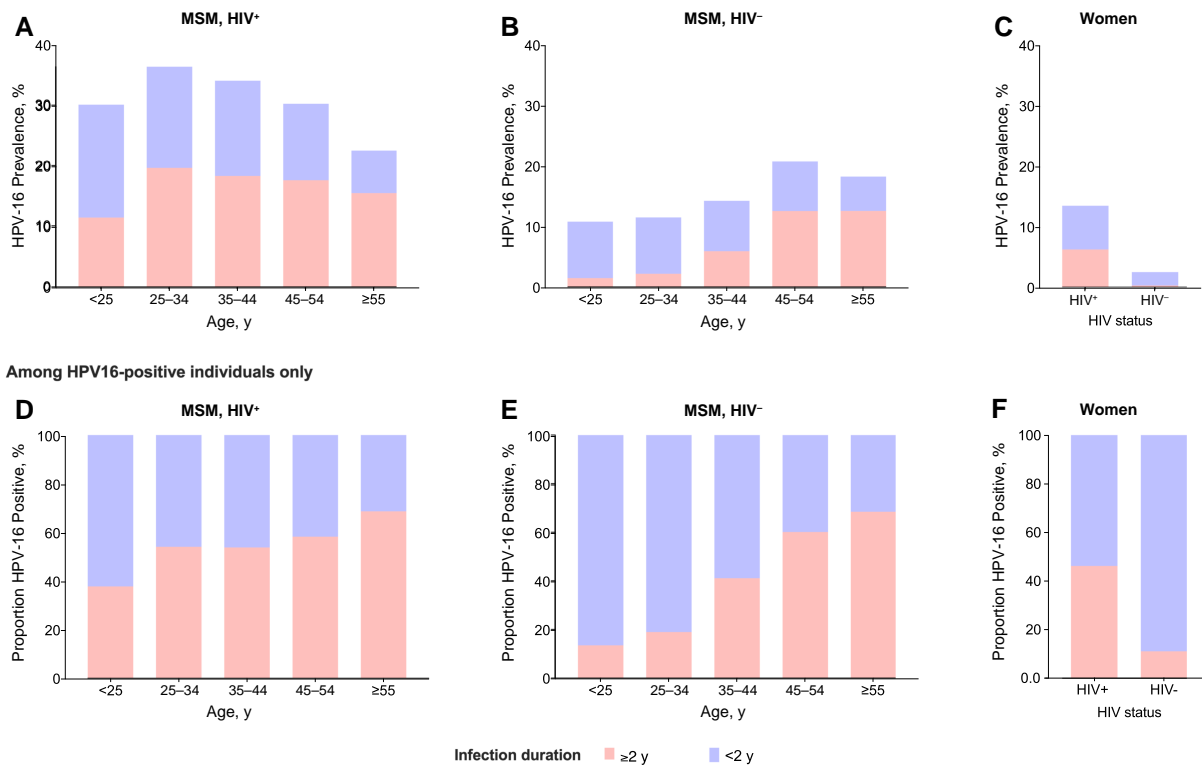 A
MSM, HIV⁺
HPV-16 Prevalence, %
40
30
20
10
0
<25 25–34 35–44 45–54 ≥55
Age, y
B
MSM, HIV⁻
HPV-16 Prevalence, %
40
30
20
10
0
<25 25–34 35–44 45–54 ≥55
Age, y
C
Women
HPV-16 Prevalence, %
40
30
20
10
0
HIV⁺ HIV⁻
HIV status
Among HPV16-positive individuals only
D
MSM, HIV⁺
Proportion HPV-16 Positive, %
100
80
60
40
20
0
<25 25–34 35–44 45–54 ≥55
Age, y
E
MSM, HIV⁻
Proportion HPV-16 Positive, %
100
80
60
40
20
0
<25 25–34 35–44 45–54 ≥55
Age, y
F
Women
Proportion HPV-16 Positive, %
100
80
60
40
20
0.0
HIV+ HIV-
HIV status
Infection duration ≥2 y <2 y